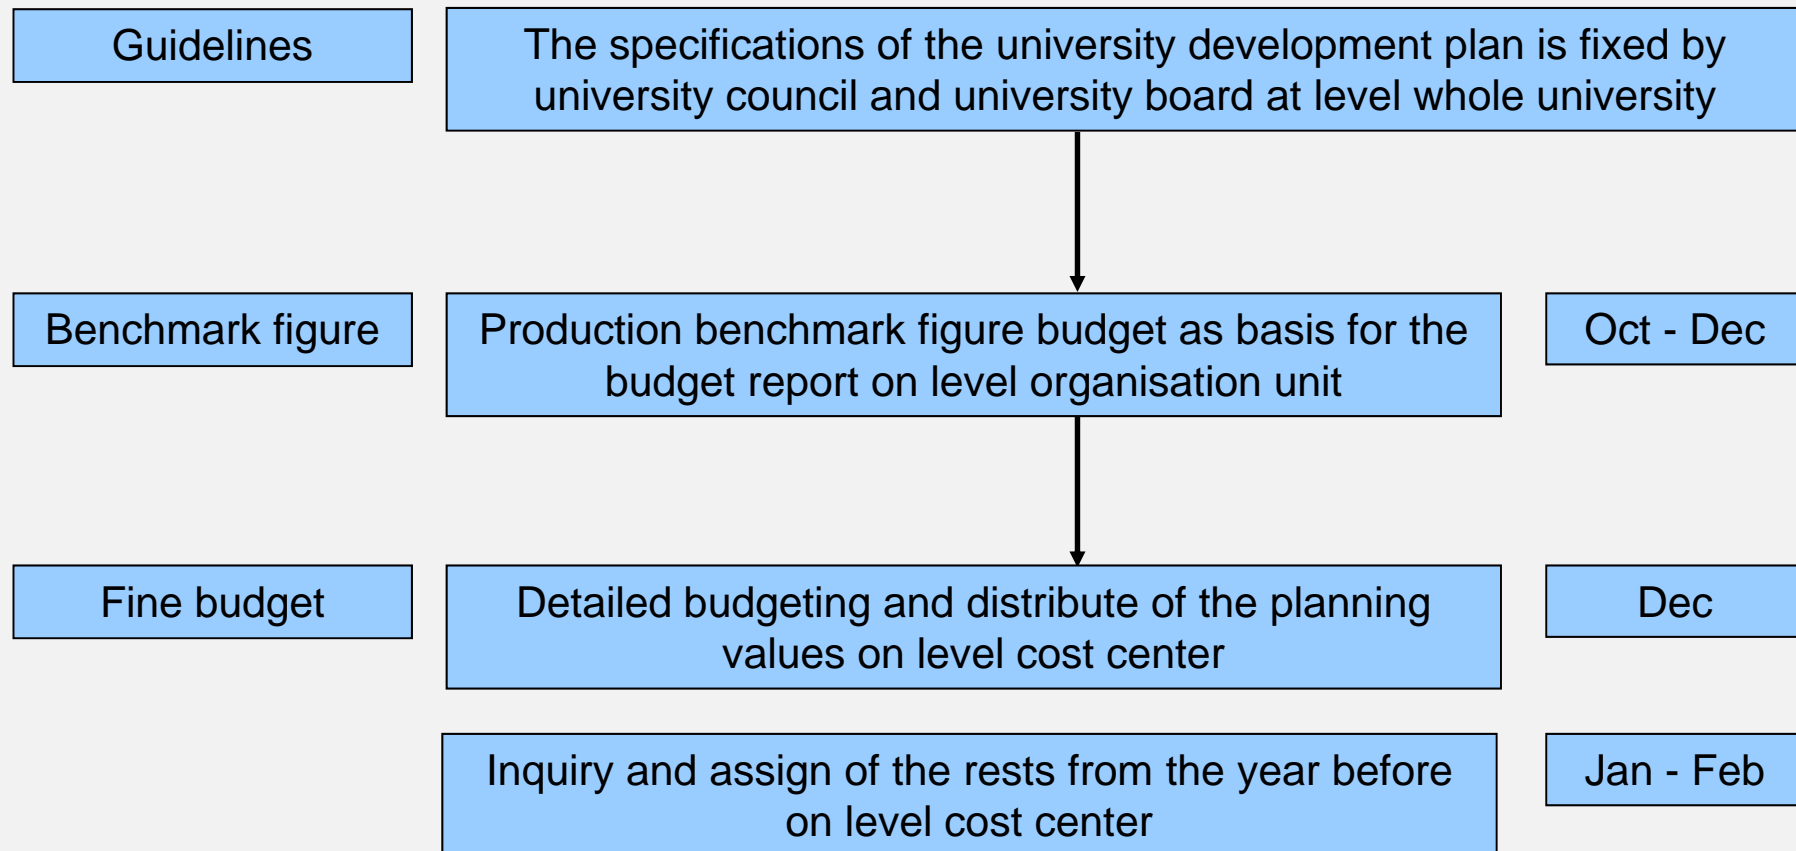 Guidelines
The specifications of the university development plan is fixed by
university council and university board at level whole university
Benchmark figure
Production benchmark figure budget as basis for the
budget report on level organisation unit
Oct - Dec
Fine budget
Detailed budgeting and distribute of the planning
values on level cost center
Dec
Inquiry and assign of the rests from the year before
on level cost center
Jan - Feb